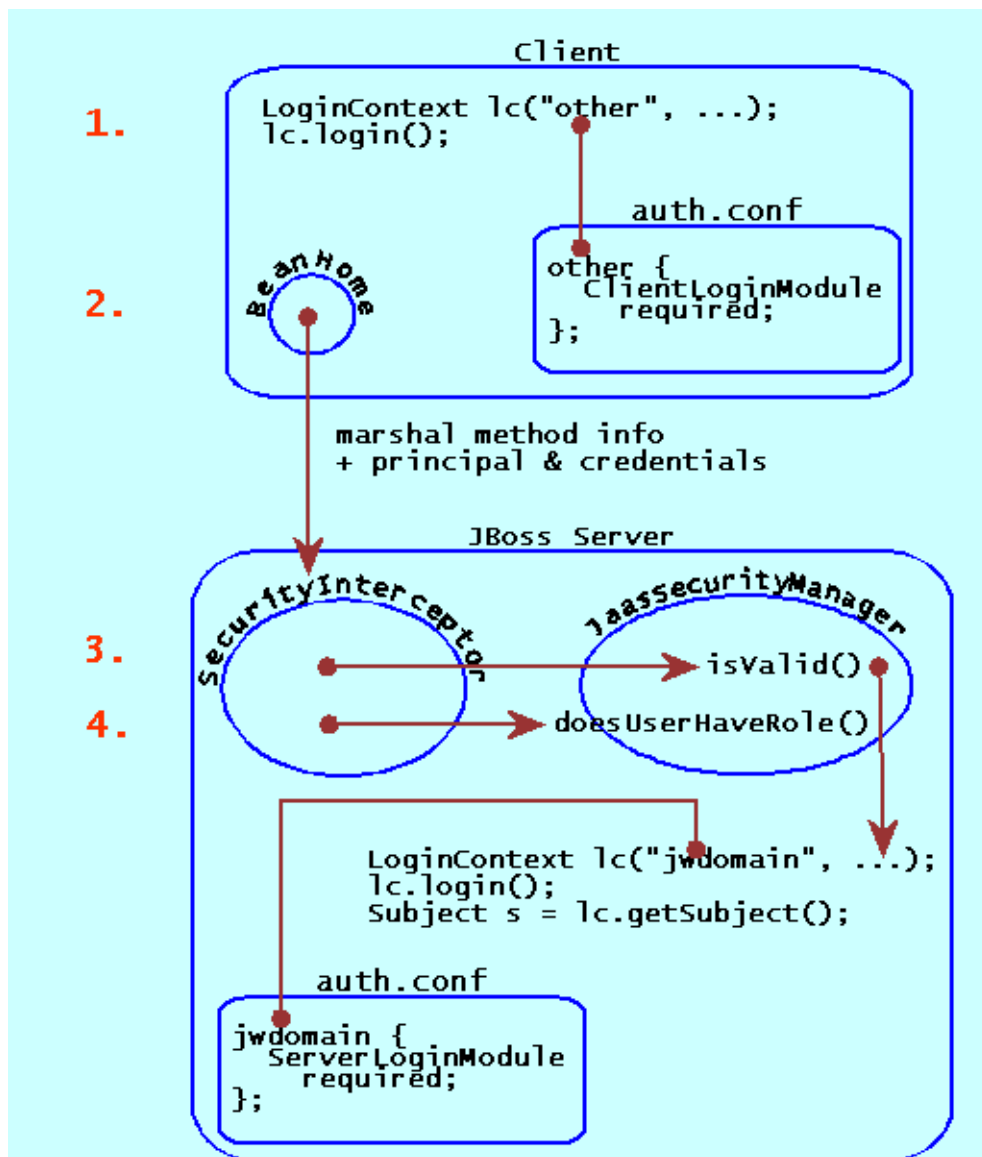 Client
1.
LoginContext lc("other", ...);
lc.login();
auth.conf
other {
ClientLoginModule
required;
};
2.
BeanHome
marshal method info
+ principal & credentials
JBoss Server
SecurityInterceptor
JaasSecurityManager
3.
isValid()
4.
doesUserHaveRole()
LoginContext lc("jwdomain", ...);
lc.login();
Subject s = lc.getSubject();
auth.conf
jwdomain {
ServerLoginModule
required;
};